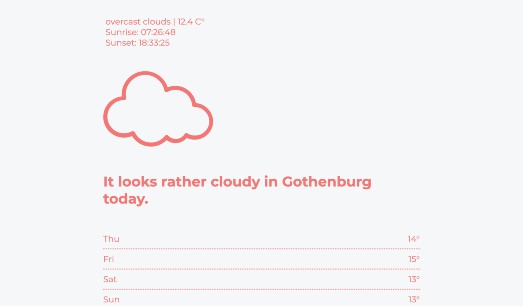 overcast clouds | 12.4 C°
Sunrise: 07:26:48
Sunset: 18:33:25
It looks rather cloudy in Gothenburg
today.
Thu 14°
Fri 15°
Sat 13°
Sun 13°